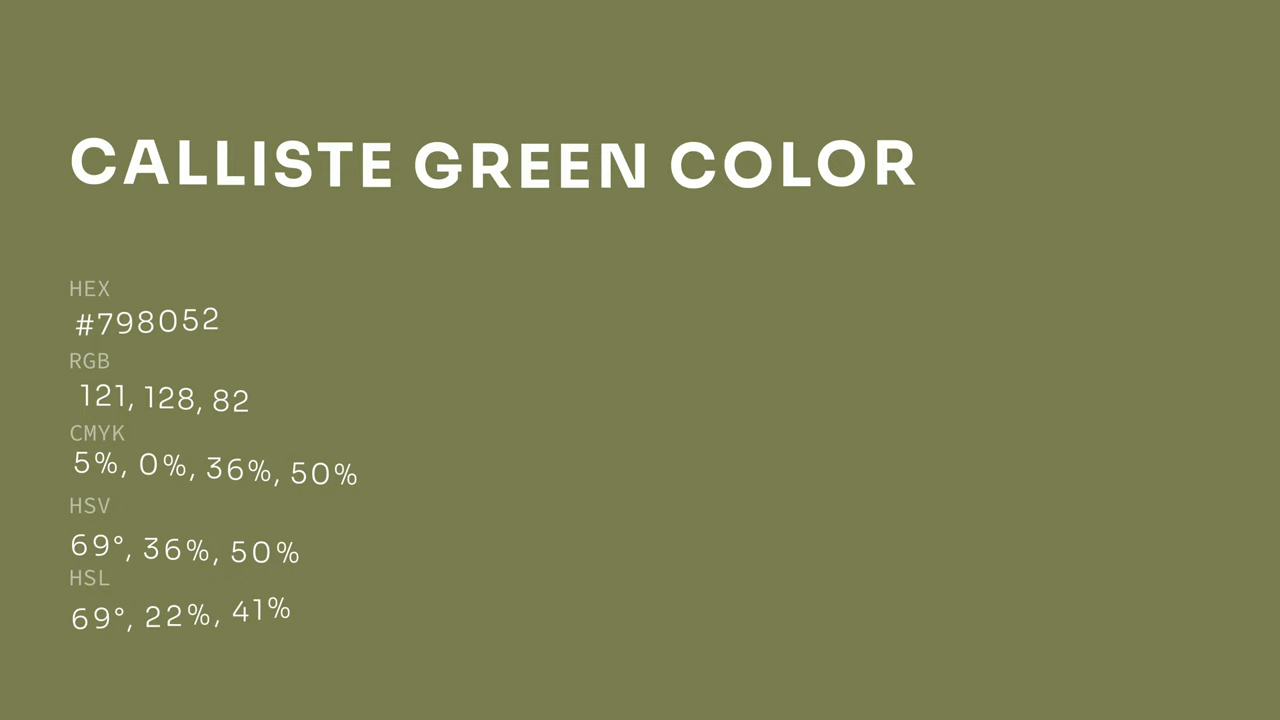 CALLISTE GREEN COLOR
HEX
#798052
RGB
121, 128, 82
CMYK
5%, 0%, 36%, 50%
HSV
69°, 36%, 50%
HSL
69°, 22%, 41%